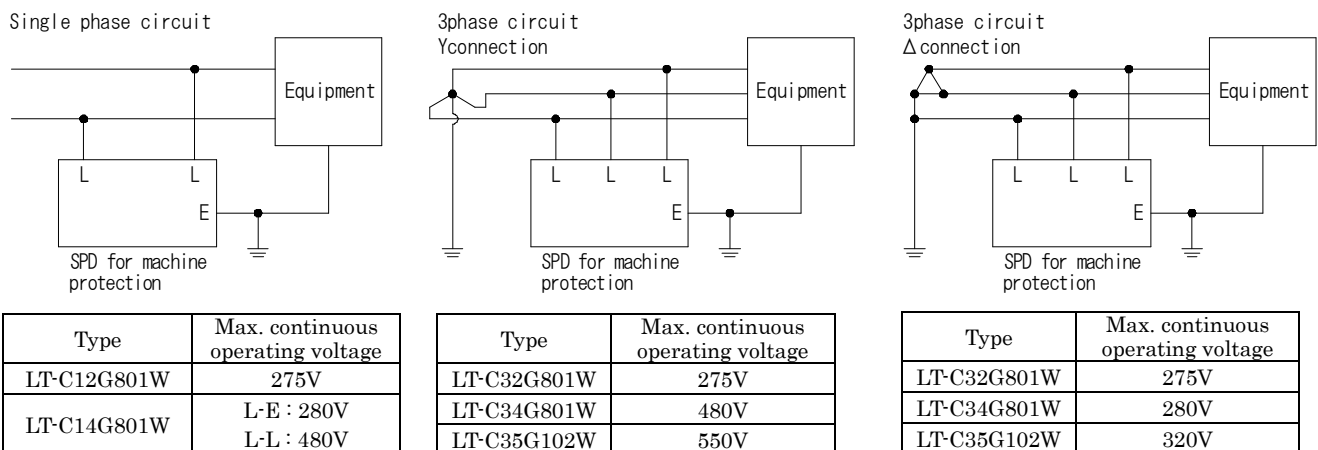 Single phase circuit
Equipment
L L
E
SPD for machine
protection
Type Max. continuous
operating voltage
LT-C12G801W 275V
LT-C14G801W L-E : 280V
L-L : 480V
3phase circuit
Yconnection
Equipment
L L L
E
SPD for machine
protection
Type Max. continuous
operating voltage
LT-C32G801W 275V
LT-C34G801W 480V
LT-C35G102W 550V
3phase circuit
Δconnection
Equipment
L L L
E
SPD for machine
protection
Type Max. continuous
operating voltage
LT-C32G801W 275V
LT-C34G801W 280V
LT-C35G102W 320V